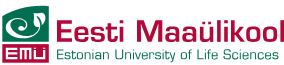 Eesti Maaülikool
EMÜ Estonian University of Life Sciences